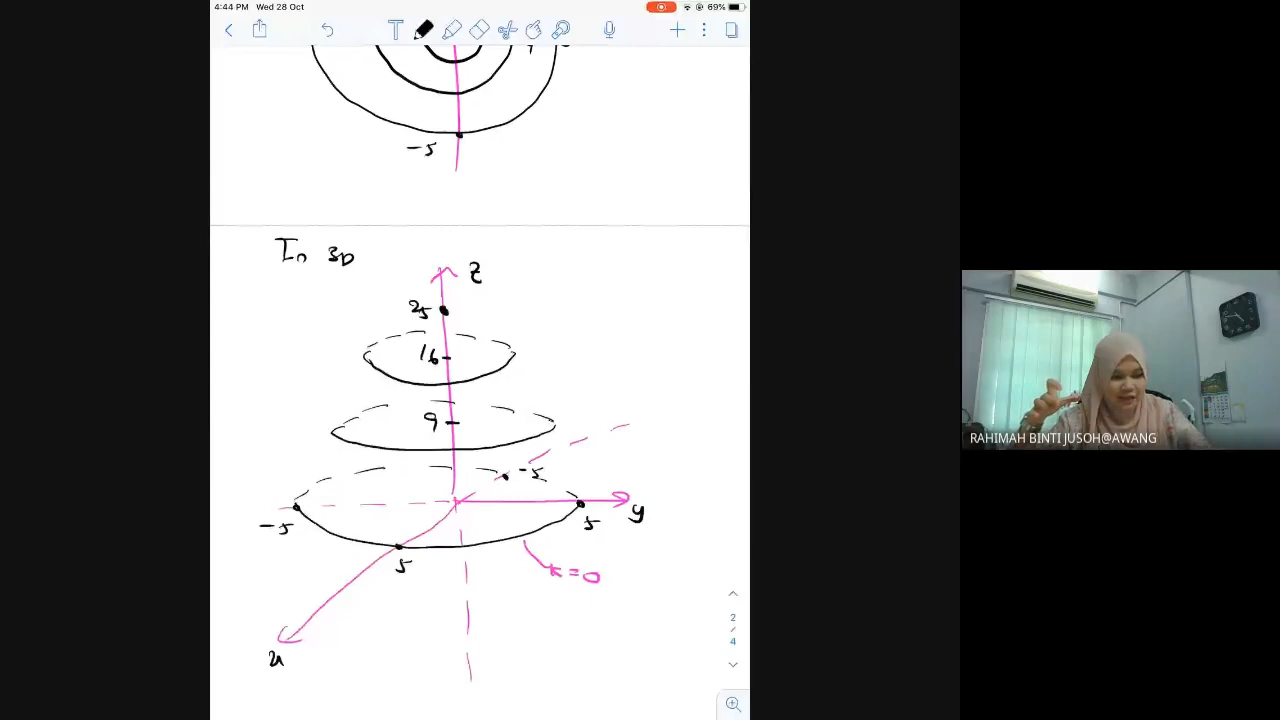 4:44 PM Wed 28 Oct
69%
T
-5
In 3D
z
25
16
9
-5
-5
5
y
5
k=0
x
2
/
4
RAHIMAH BINTI JUSOH@AWANG